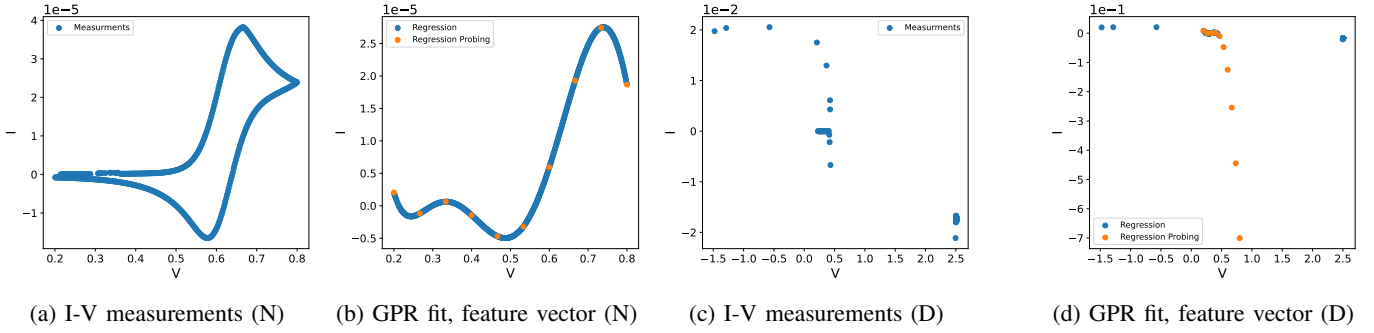 1e−5
Measurments
4
3
2
1
0
−1
I
0.2 0.3 0.4 0.5 0.6 0.7 0.8
V
(a) I-V measurements (N)
1e−5
Regression
Regression Probing
2.5
2.0
1.5
1.0
0.5
0.0
−0.5
I
0.2 0.3 0.4 0.5 0.6 0.7 0.8
V
(b) GPR fit, feature vector (N)
1e−2
Measurments
2
1
0
−1
−2
I
−1.5 −1.0 −0.5 0.0 0.5 1.0 1.5 2.0 2.5
V
(c) I-V measurements (D)
1e−1
0
−1
−2
−3
−4
−5
−6
−7
I
Regression
Regression Probing
−1.5 −1.0 −0.5 0.0 0.5 1.0 1.5 2.0 2.5
V
(d) GPR fit, feature vector (D)